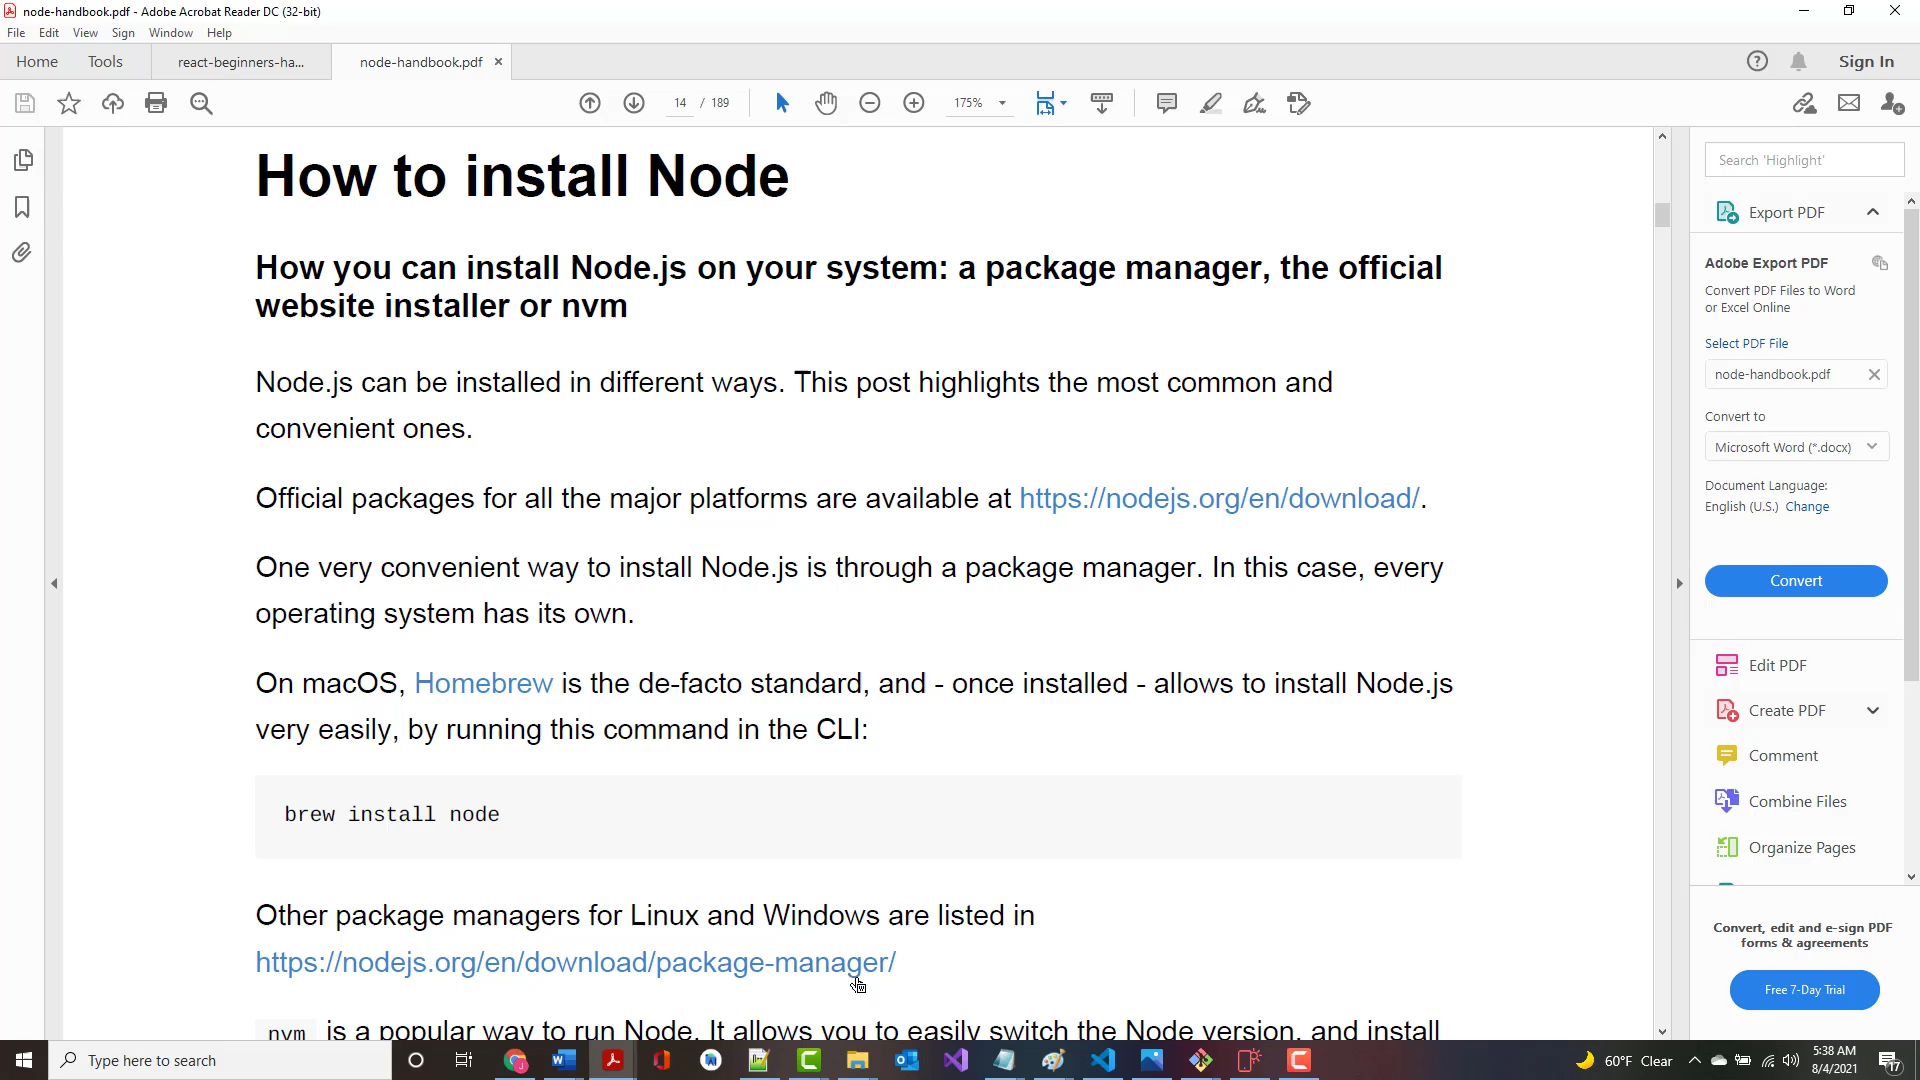 node-handbook.pdf - Adobe Acrobat Reader DC (32-bit)
File Edit View Sign Window Help
Home Tools react-beginners-ha... node-handbook.pdf
Sign In
14 / 189 175%
How to install Node
How you can install Node.js on your system: a package manager, the official
website installer or nvm
Node.js can be installed in different ways. This post highlights the most common and
convenient ones.
Official packages for all the major platforms are available at https://nodejs.org/en/download/.
One very convenient way to install Node.js is through a package manager. In this case, every
operating system has its own.
On macOS, Homebrew is the de-facto standard, and - once installed - allows to install Node.js
very easily, by running this command in the CLI:
brew install node
Other package managers for Linux and Windows are listed in
https://nodejs.org/en/download/package-manager/
nvm is a popular way to run Node. It allows you to easily switch the Node version, and install
Search 'Highlight'
Export PDF
Adobe Export PDF
Convert PDF Files to Word
or Excel Online
Select PDF File
node-handbook.pdf
Convert to
Microsoft Word (*.docx)
Document Language:
English (U.S.) Change
Convert
Edit PDF
Create PDF
Comment
Combine Files
Organize Pages
Convert, edit and e-sign PDF
forms & agreements
Free 7-Day Trial
Type here to search
60°F Clear
5:38 AM
8/4/2021
17